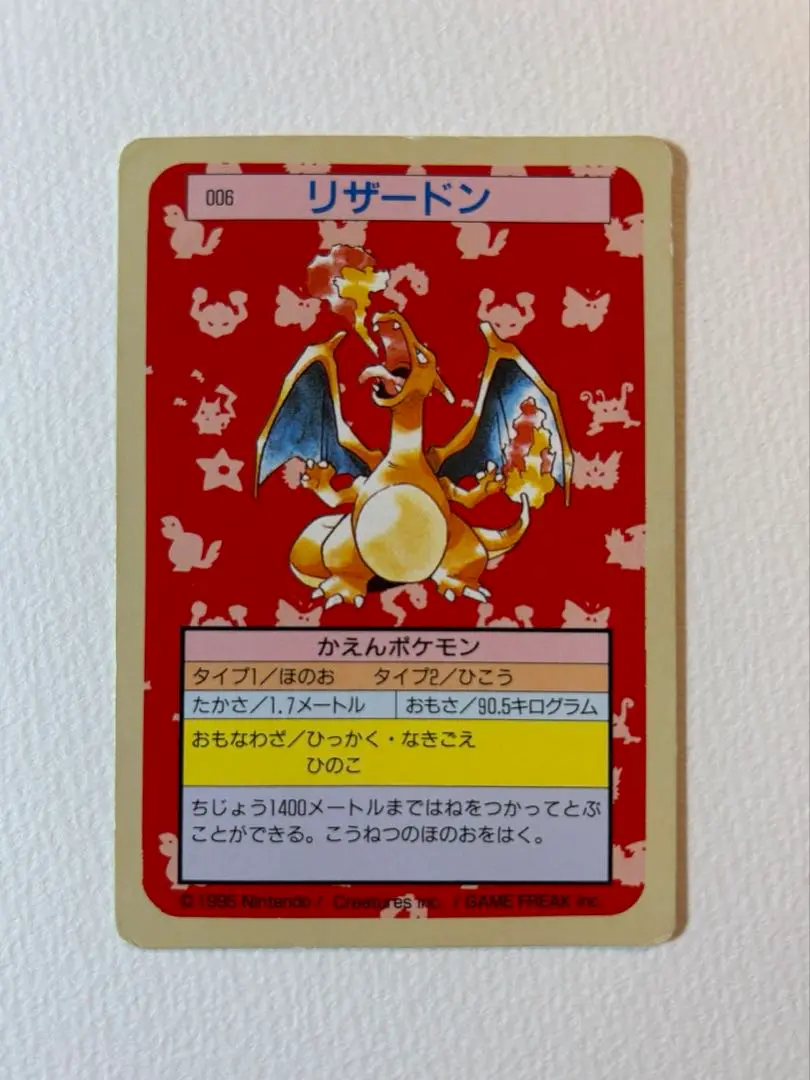 006 リザードン
かえんポケモン
タイプ1/ほのお タイプ2/ひこう
たかさ/1.7メートル おもさ/90.5キログラム
おもなわざ/ひっかく・なきごえ
ひのこ
ちじょう1400メートルまではねをつかってとぶ
ことができる。こうねつのほのおをはく。
© 1995 Nintendo / Creatures inc. / GAME FREAK inc.